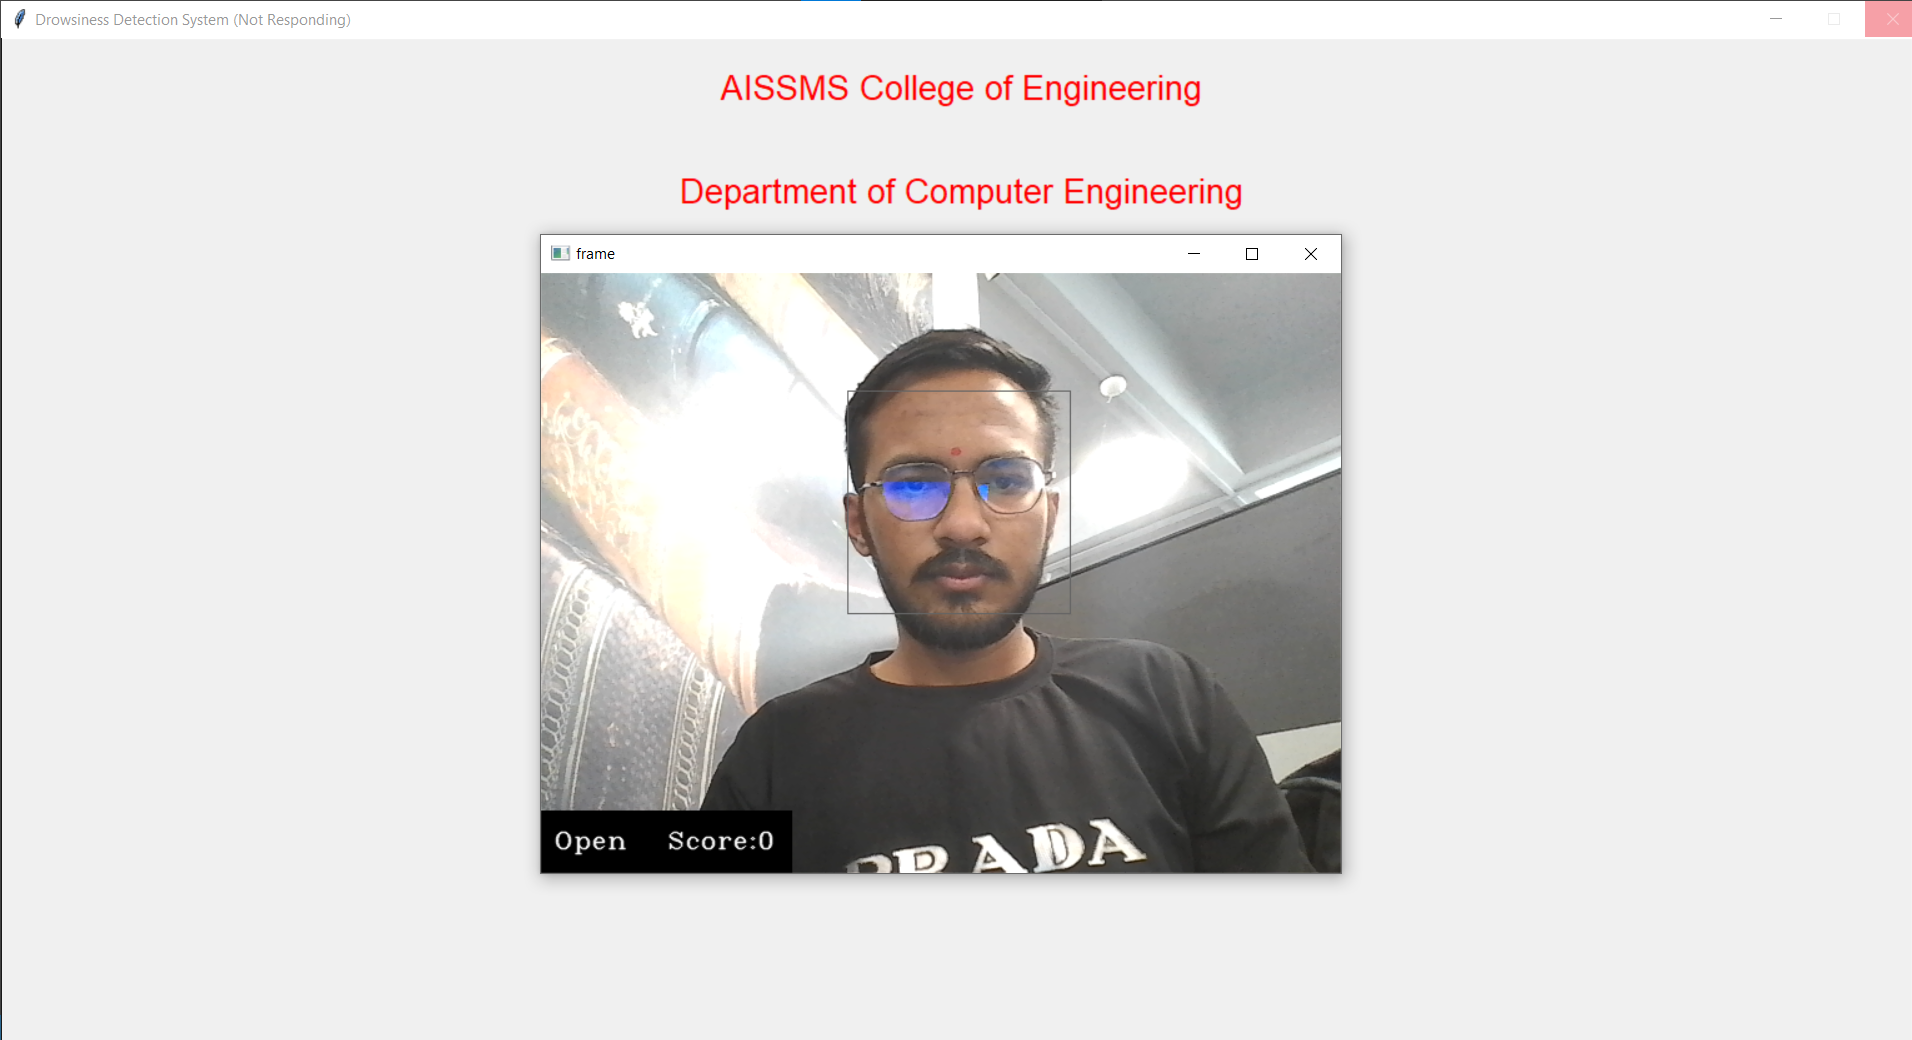 Drowsiness Detection System (Not Responding)
AISSMS College of Engineering
Department of Computer Engineering
frame
Open Score:0
PRADA